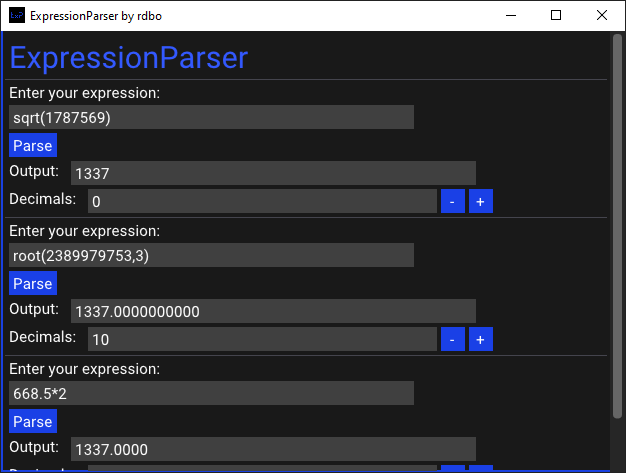 ExpressionParser by rdbo
ExpressionParser
Enter your expression:
sqrt(1787569)
Parse
Output: 1337
Decimals: 0 - +
Enter your expression:
root(2389979753,3)
Parse
Output: 1337.0000000000
Decimals: 10 - +
Enter your expression:
668.5*2
Parse
Output: 1337.0000